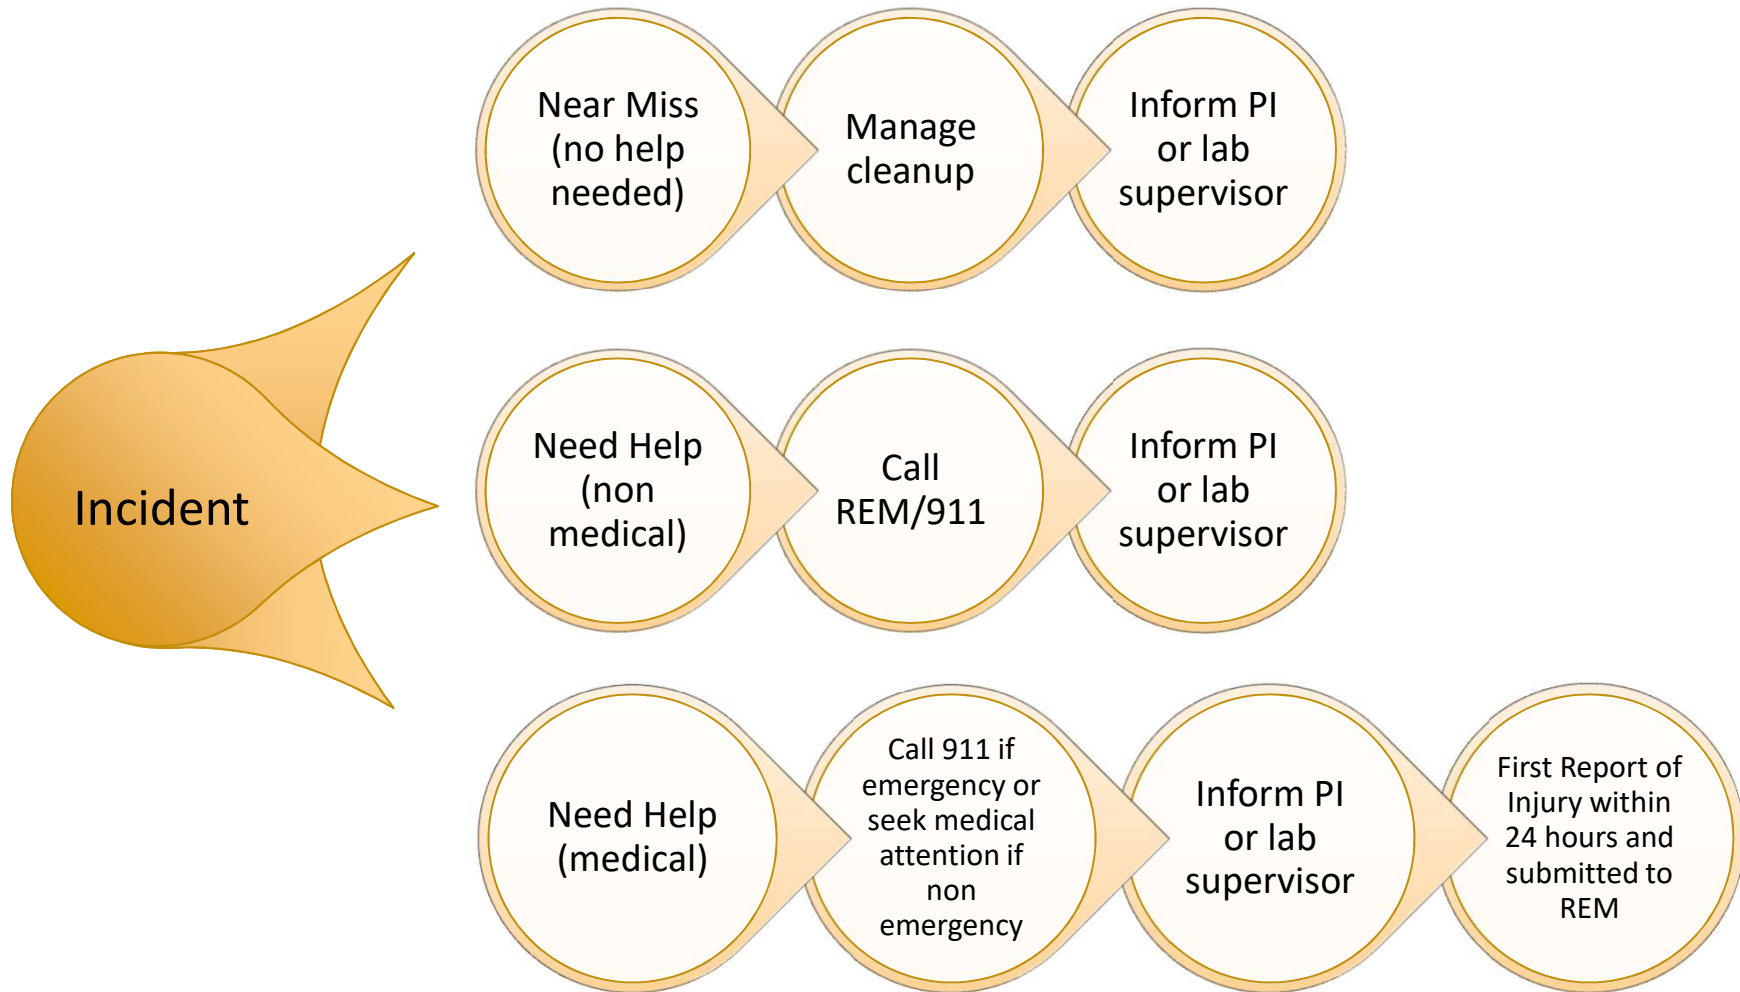 Incident
Near Miss
(no help
needed)
Manage
cleanup
Inform PI
or lab
supervisor
Need Help
(non
medical)
Call
REM/911
Inform PI
or lab
supervisor
Need Help
(medical)
Call 911 if
emergency or
seek medical
attention if
non
emergency
Inform PI
or lab
supervisor
First Report of
Injury within
24 hours and
submitted to
REM